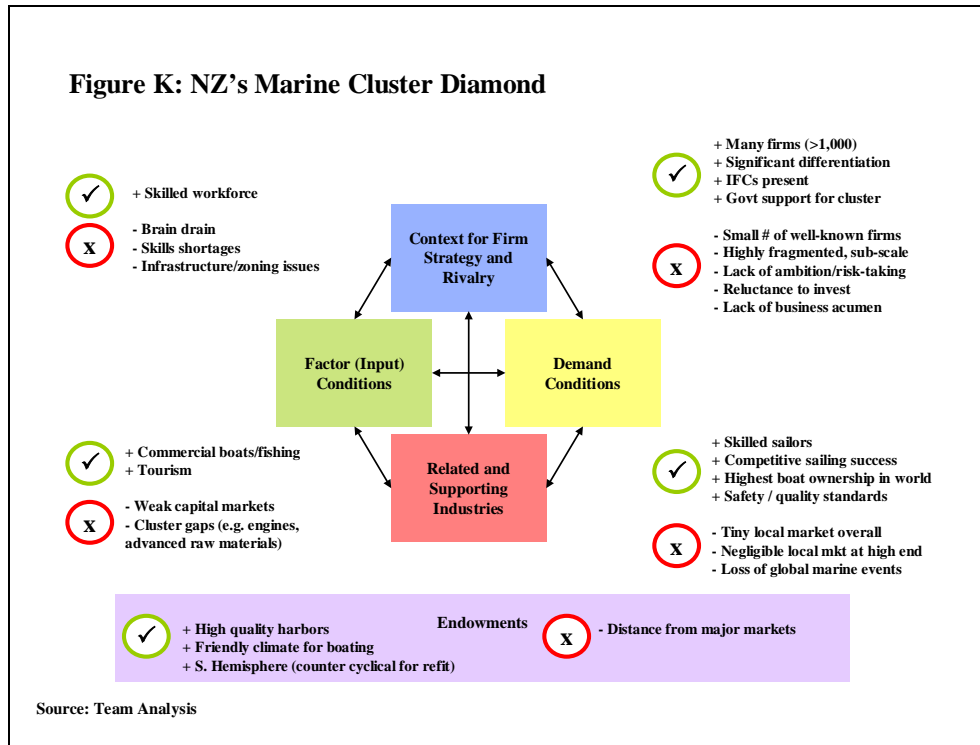 Figure K: NZ's Marine Cluster Diamond
+ Skilled workforce
x
- Brain drain
- Skills shortages
- Infrastructure/zoning issues
+ Many firms (>1,000)
+ Significant differentiation
+ IFCs present
+ Govt support for cluster
x
- Small # of well-known firms
- Highly fragmented, sub-scale
- Lack of ambition/risk-taking
- Reluctance to invest
- Lack of business acumen
Context for Firm
Strategy and
Rivalry
Factor (Input)
Conditions
Demand
Conditions
Related and
Supporting
Industries
+ Commercial boats/fishing
+ Tourism
x
- Weak capital markets
- Cluster gaps (e.g. engines,
advanced raw materials)
+ Skilled sailors
+ Competitive sailing success
+ Highest boat ownership in world
+ Safety / quality standards
x
- Tiny local market overall
- Negligible local mkt at high end
- Loss of global marine events
Endowments
+ High quality harbors
+ Friendly climate for boating
+ S. Hemisphere (counter cyclical for refit)
x
- Distance from major markets
Source: Team Analysis